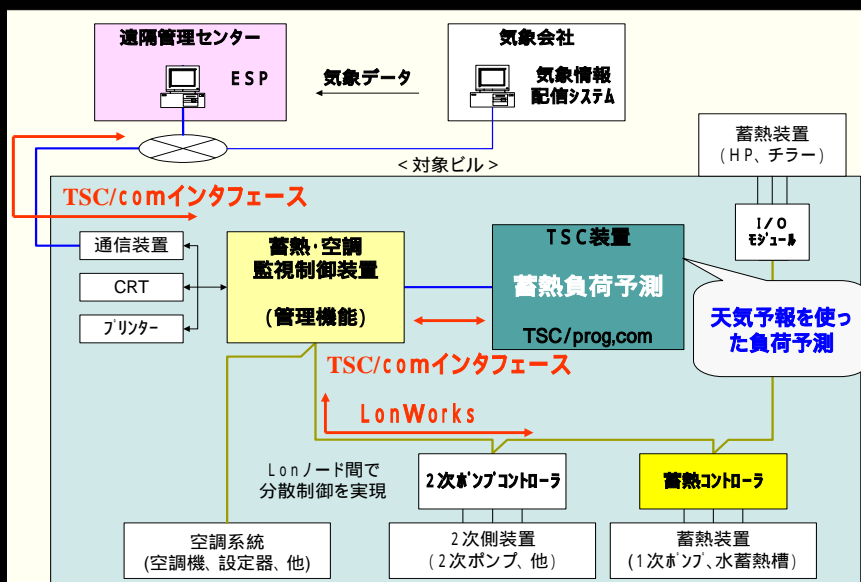 遠隔管理センター
ESP
気象データ
気象会社
気象情報
配信システム
<対象ビル>
蓄熱装置
(HP、チラー)
I/O
モジュール
TSC/comインタフェース
通信装置
CRT
プリンター
蓄熱・空調
監視制御装置
(管理機能)
TSC装置
蓄熱負荷予測
TSC/prog,com
天気予報を使っ
た負荷予測
TSC/comインタフェース
LonWorks
Lonノード間で
分散制御を実現
2次ポンプコントローラ
蓄熱コントローラ
空調系統
(空調機、設定器、他)
2次側装置
(2次ポンプ、他)
蓄熱装置
(1次ポンプ、水蓄熱槽)